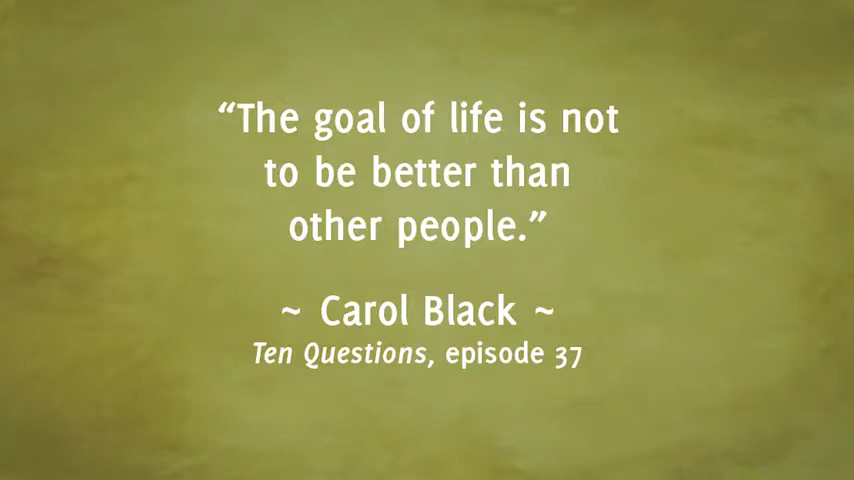 “The goal of life is not
to be better than
other people.”
~ Carol Black ~
Ten Questions, episode 37